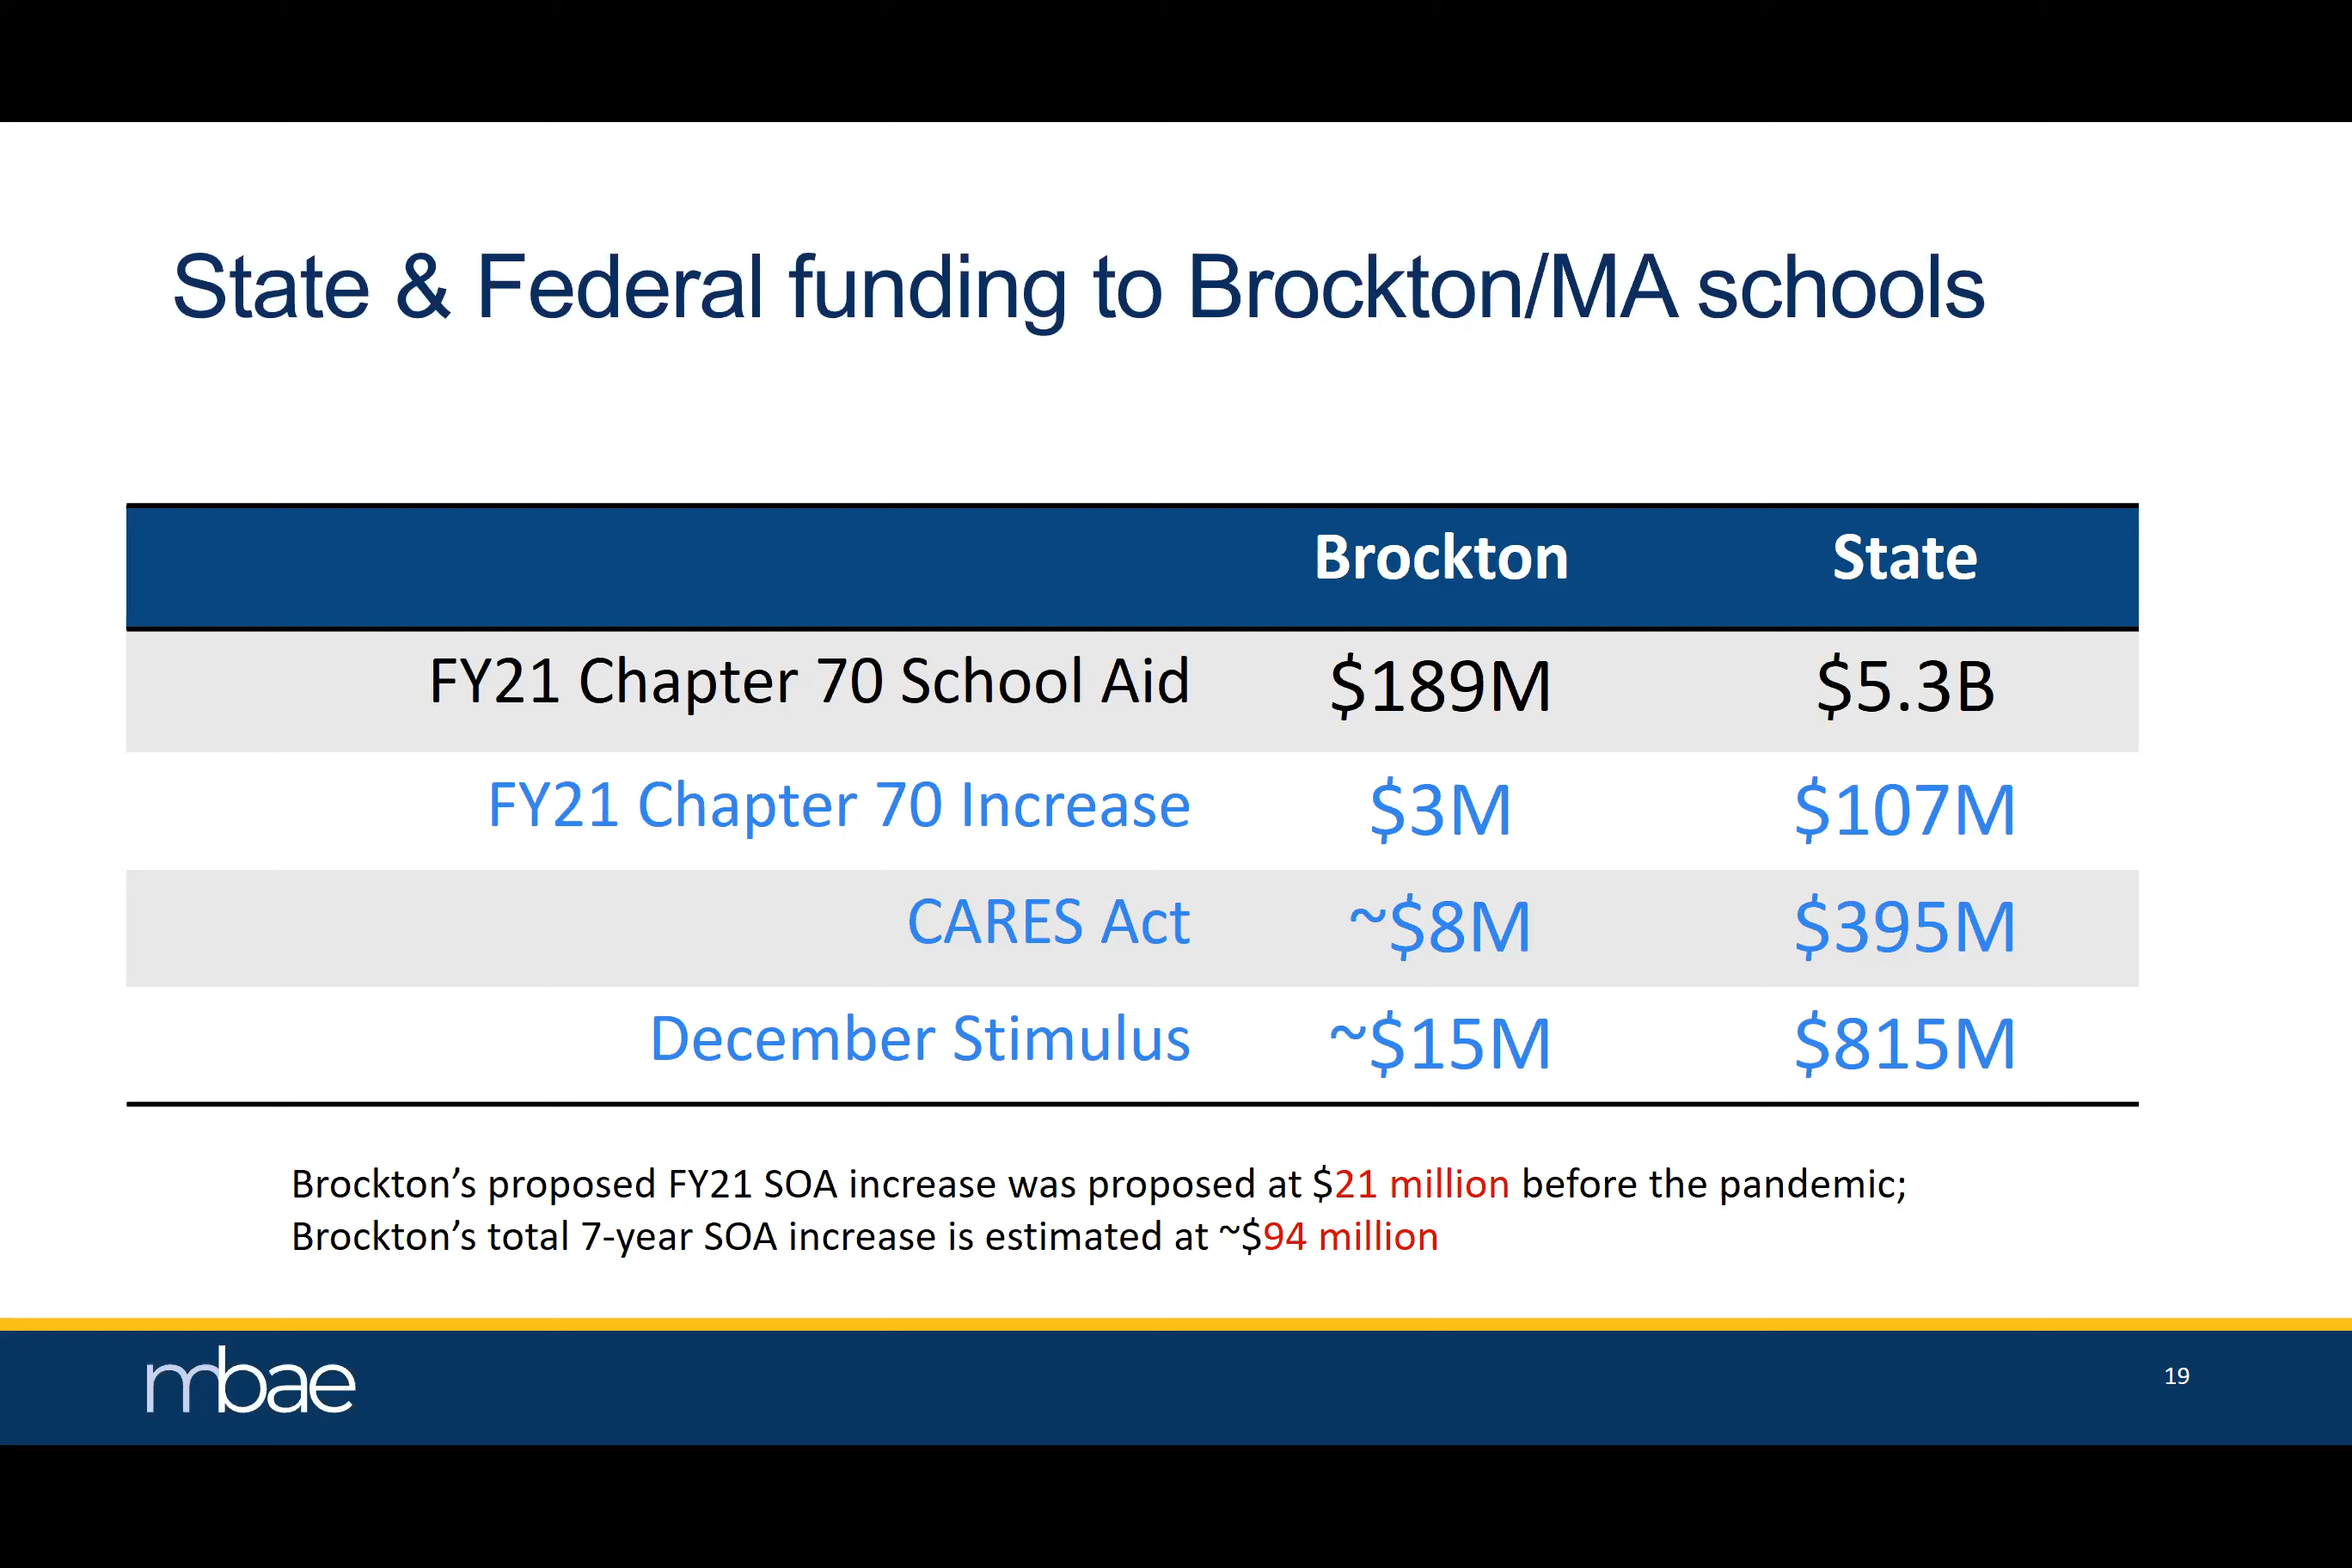 State & Federal funding to Brockton/MA schools
Brockton State
FY21 Chapter 70 School Aid $189M $5.3B
FY21 Chapter 70 Increase $3M $107M
CARES Act ~$8M $395M
December Stimulus ~$15M $815M
Brockton’s proposed FY21 SOA increase was proposed at $21 million before the pandemic;
Brockton’s total 7-year SOA increase is estimated at ~$94 million
mbae
19